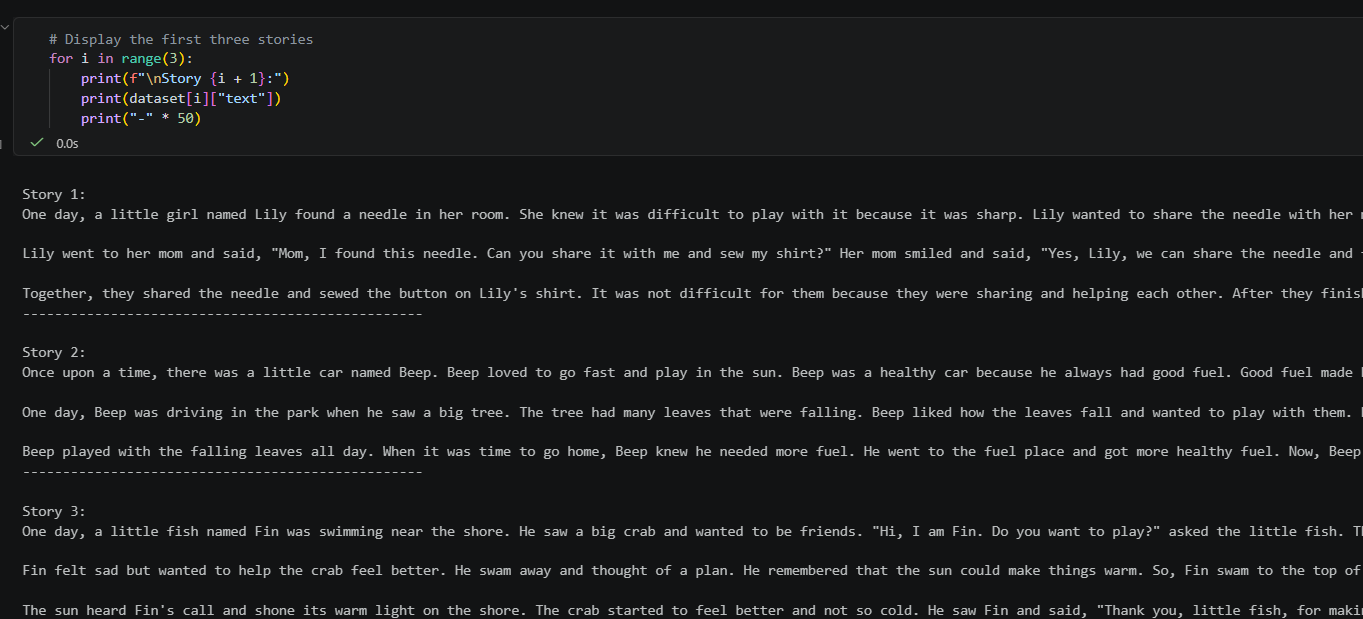 # Display the first three stories
for i in range(3):
    print(f"\nStory {i + 1}:")
    print(dataset[i]["text"])
    print("-" * 50)
0.0s
Story 1:
One day, a little girl named Lily found a needle in her room. She knew it was difficult to play with it because it was sharp. Lily wanted to share the needle with her
Lily went to her mom and said, "Mom, I found this needle. Can you share it with me and sew my shirt?" Her mom smiled and said, "Yes, Lily, we can share the needle and
Together, they shared the needle and sewed the button on Lily's shirt. It was not difficult for them because they were sharing and helping each other. After they
--------------------------------------------------
Story 2:
Once upon a time, there was a little car named Beep. Beep loved to go fast and play in the sun. Beep was a healthy car because he always had good fuel. Good fuel made
One day, Beep was driving in the park when he saw a big tree. The tree had many leaves that were falling. Beep liked how the leaves fall and wanted to play with them.
Beep played with the falling leaves all day. When it was time to go home, Beep knew he needed more fuel. He went to the fuel place and got more healthy fuel. Now, Beep
--------------------------------------------------
Story 3:
One day, a little fish named Fin was swimming near the shore. He saw a big crab and wanted to be friends. "Hi, I am Fin. Do you want to play?" asked the little fish.
Fin felt sad but wanted to help the crab feel better. He swam away and thought of a plan. He remembered that the sun could make things warm. So, Fin swam to the top of
The sun heard Fin's call and shone its warm light on the shore. The crab started to feel better and not so cold. He saw Fin and said, "Thank you, little fish, for